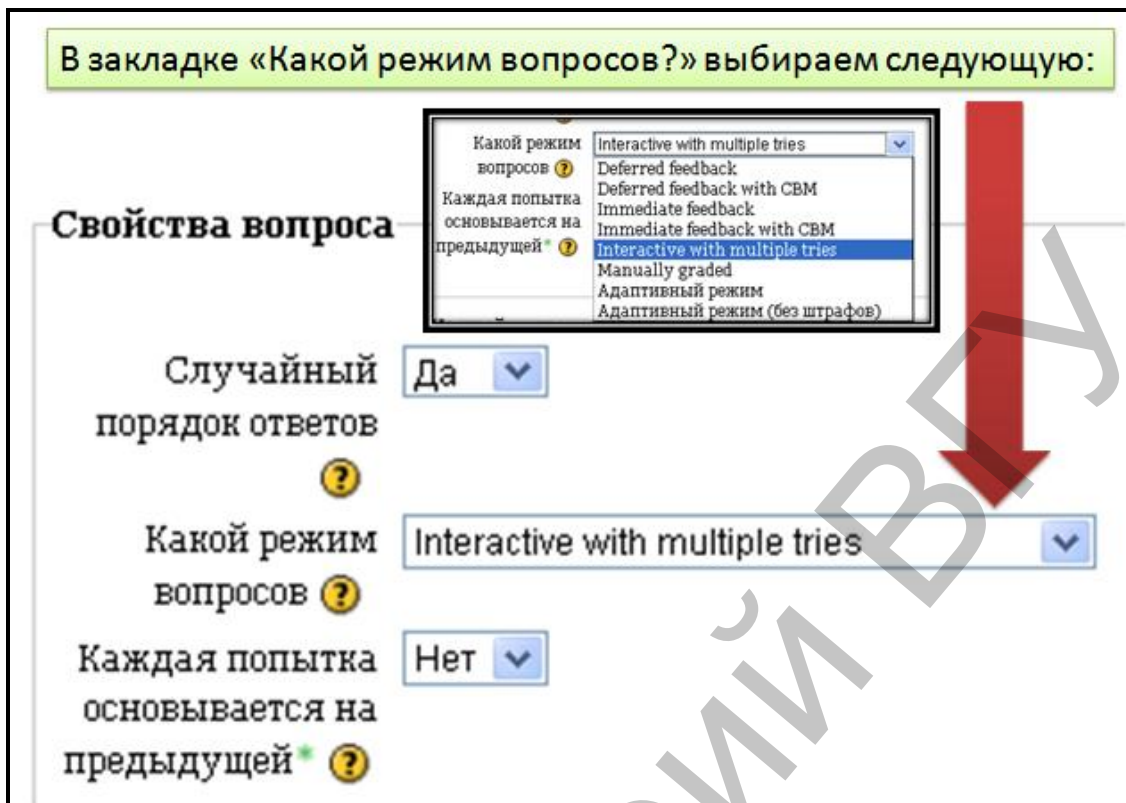 В закладке «Какой режим вопросов?» выбираем следующую:
Какой режим
вопросов
Interactive with multiple tries
Deferred feedback
Deferred feedback with CBM
Immediate feedback
Immediate feedback with CBM
Interactive with multiple tries
Manually graded
Адаптивный режим
Адаптивный режим (без штрафов)
Каждая попытка
основывается на
предыдущей*
Свойства вопроса
Случайный
порядок ответов
Да
Какой режим
вопросов
Interactive with multiple tries
Каждая попытка
основывается на
предыдущей*
Нет
ВГУ